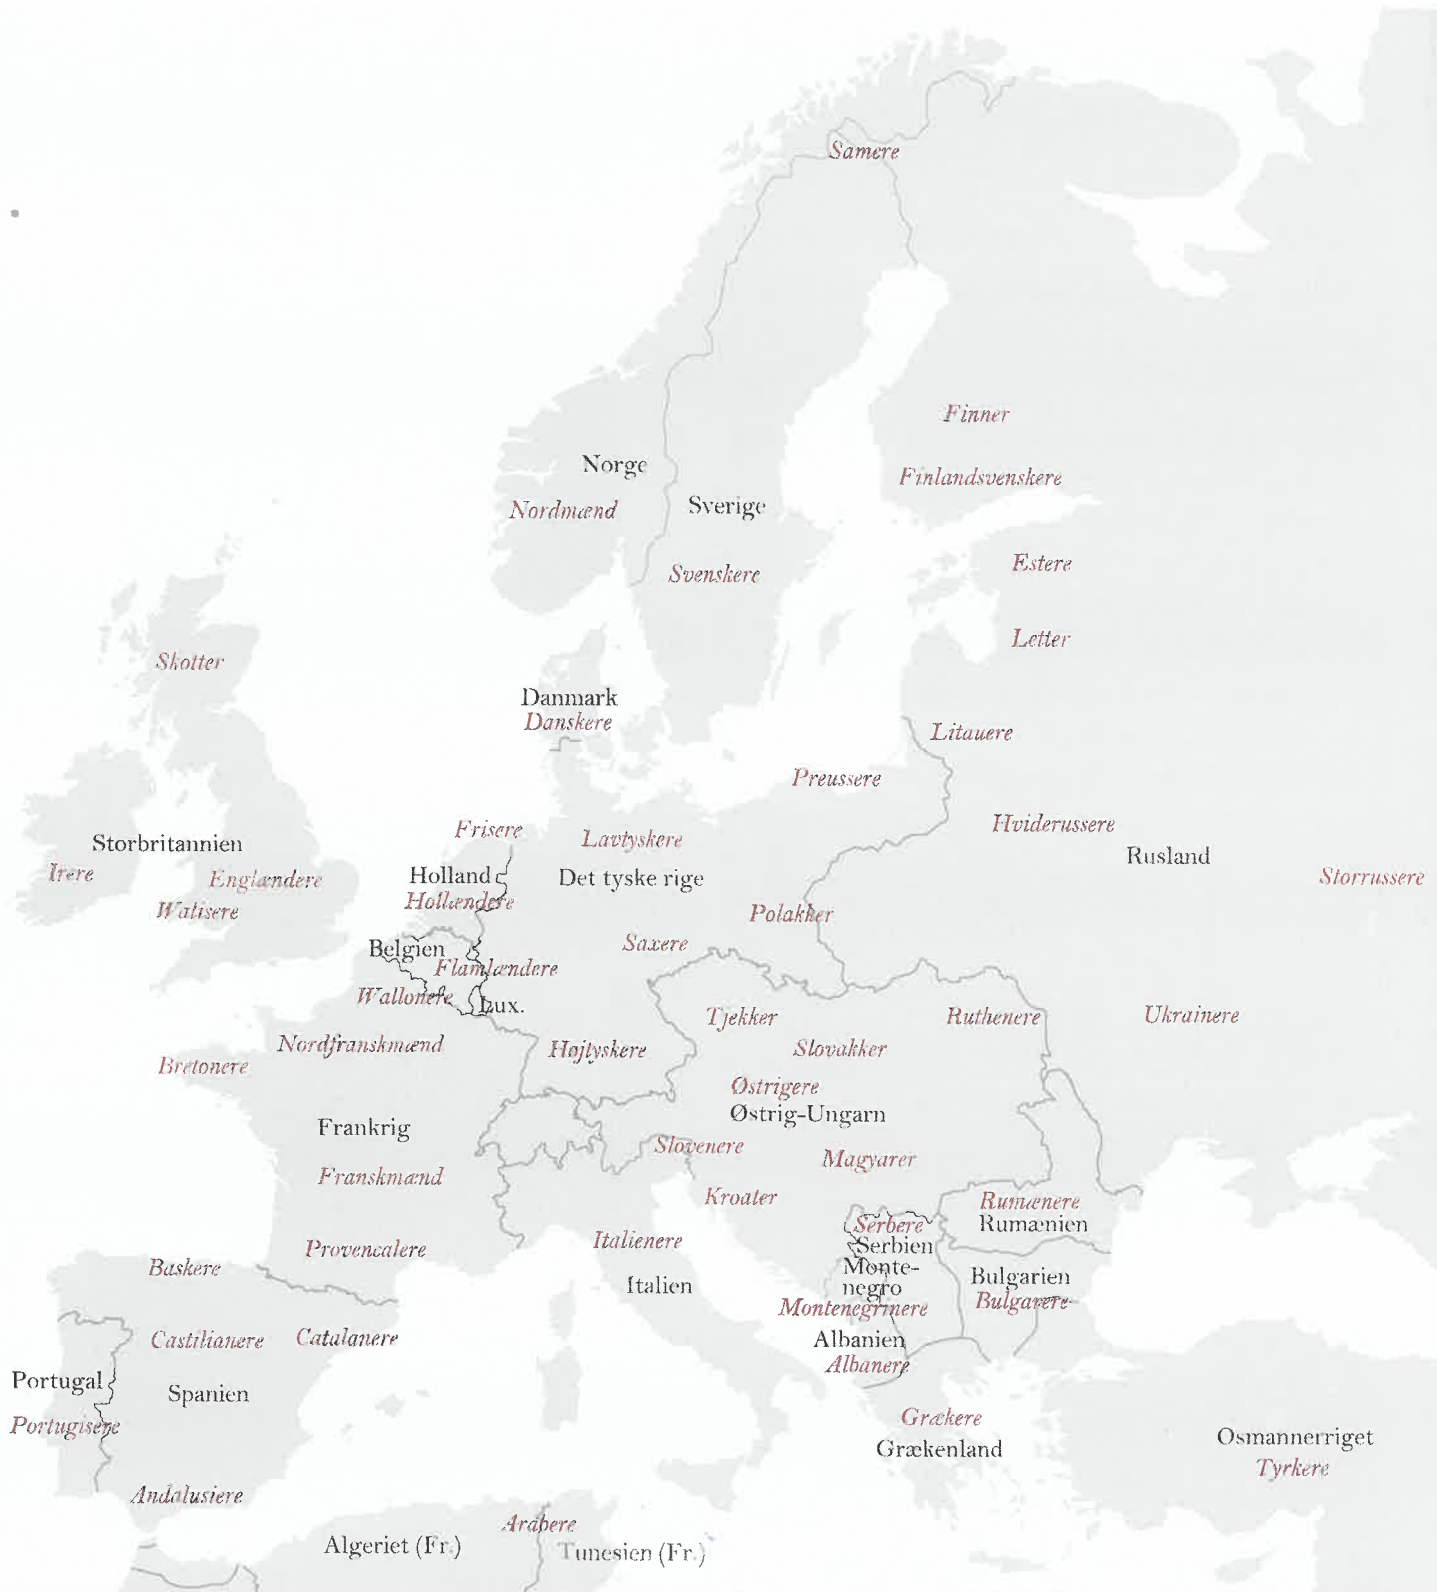 Samere
Finner
Norge
Finlandsvenskere
Nordmænd
Sverige
Estere
Svenskere
Letter
Skotter
Danmark
Danskere
Litauere
Preussere
Frisere
Lavtyskere
Hviderussere
Storbritannien
Rusland
Irere
Englændere
Holland
Det tyske rige
Storrussere
Hollændere
Walisere
Polakker
Belgien
Saxere
Flamlændere
Wallonere
Lux.
Tjekker
Ruthenere
Ukrainere
Nordfranskmænd
Højtyskere
Slovakker
Bretonere
Østrigere
Østrig-Ungarn
Frankrig
Slovenere
Magyarer
Franskmænd
Kroater
Rumænere
Rumænien
Serbere
Serbien
Italienere
Provencalere
Baskere
Monte-
negro
Bulgarien
Italien
Bulgarere
Montenegrinere
Castilianere
Catalanere
Albanien
Albanere
Portugal
Spanien
Portugisere
Grækere
Grækenland
Osmannerriget
Tyrkere
Andalusiere
Arabere
Algeriet (Fr.)
Tunesien (Fr.)